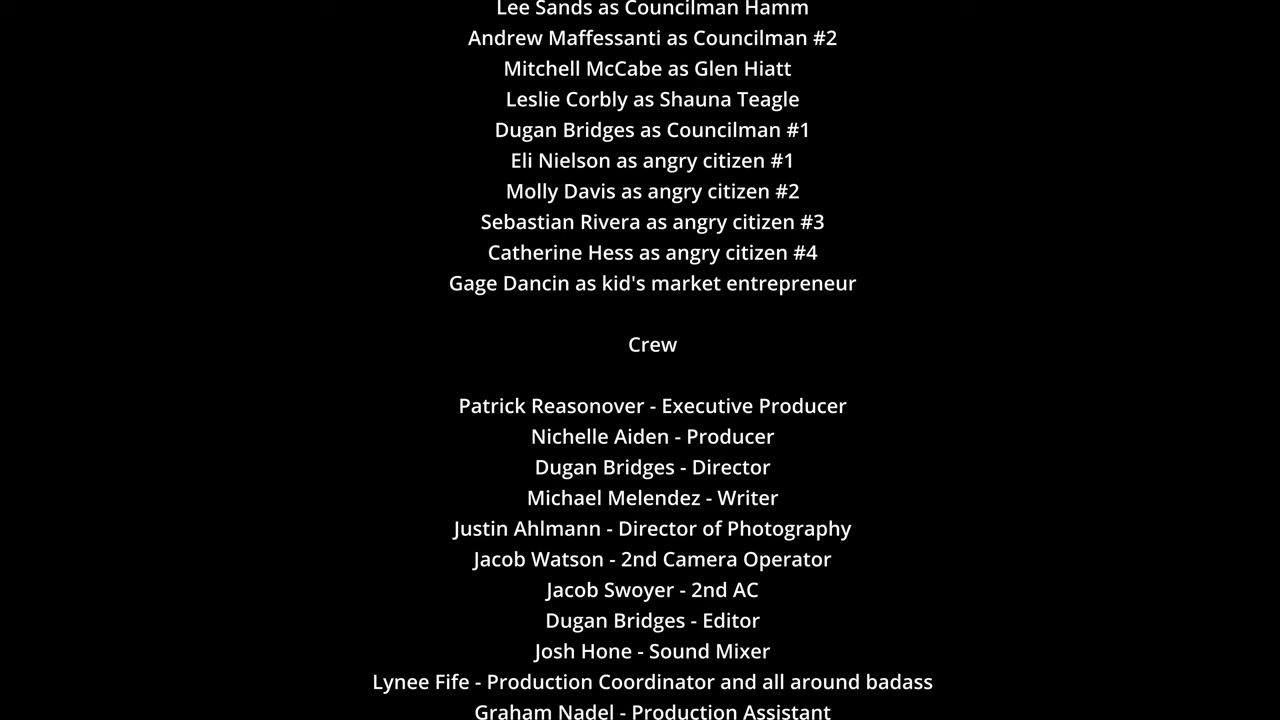 Lee Sands as Councilman Hamm
Andrew Maffessanti as Councilman #2
Mitchell McCabe as Glen Hiatt
Leslie Corbly as Shauna Teagle
Dugan Bridges as Councilman #1
Eli Nielson as angry citizen #1
Molly Davis as angry citizen #2
Sebastian Rivera as angry citizen #3
Catherine Hess as angry citizen #4
Gage Dancin as kid's market entrepreneur
Crew
Patrick Reasonover - Executive Producer
Nichelle Aiden - Producer
Dugan Bridges - Director
Michael Melendez - Writer
Justin Ahlmann - Director of Photography
Jacob Watson - 2nd Camera Operator
Jacob Swoyer - 2nd AC
Dugan Bridges - Editor
Josh Hone - Sound Mixer
Lynee Fife - Production Coordinator and all around badass
Graham Nadel - Production Assistant